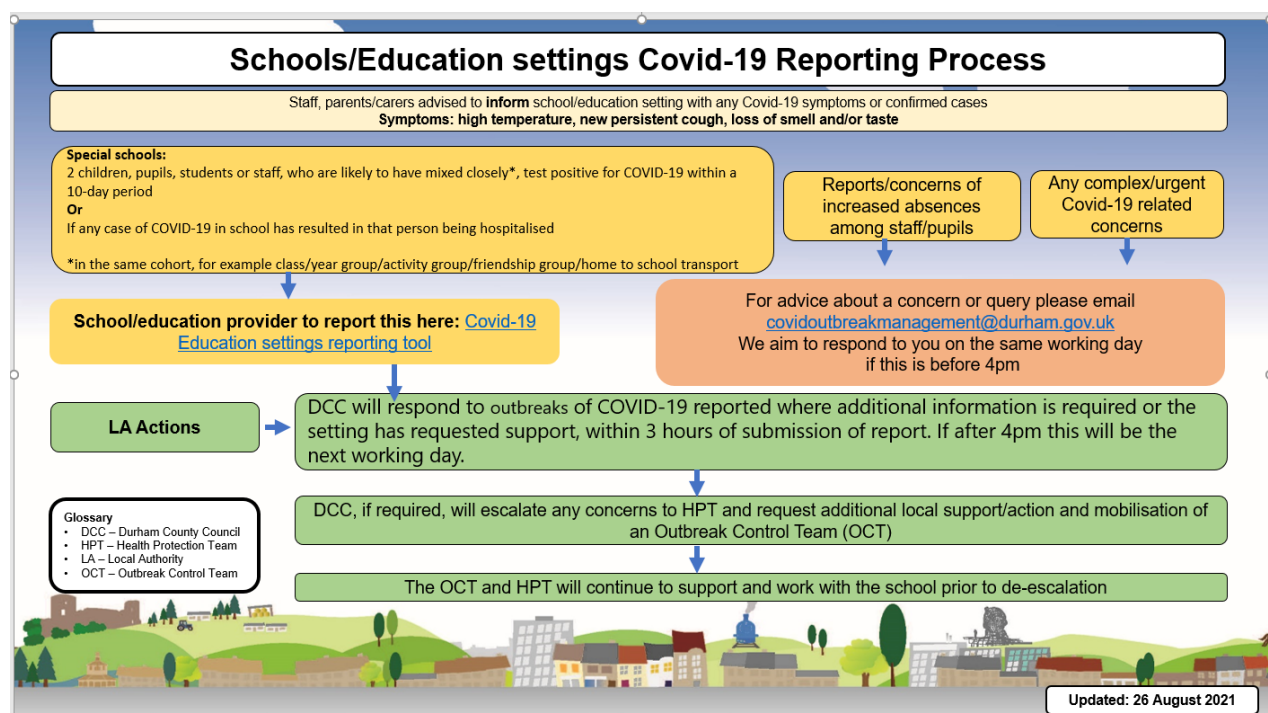 Schools/Education settings Covid-19 Reporting Process
Staff, parents/carers advised to inform school/education setting with any Covid-19 symptoms or confirmed cases
Symptoms: high temperature, new persistent cough, loss of smell and/or taste
Special schools:
2 children, pupils, students or staff, who are likely to have mixed closely*, test positive for COVID-19 within a
10-day period
Or
If any case of COVID-19 in school has resulted in that person being hospitalised
*in the same cohort, for example class/year group/activity group/friendship group/home to school transport
Reports/concerns of
increased absences
among staff/pupils
Any complex/urgent
Covid-19 related
concerns
School/education provider to report this here: Covid-19
Education settings reporting tool
For advice about a concern or query please email
covidoutbreakmanagement@durham.gov.uk
We aim to respond to you on the same working day
if this is before 4pm
LA Actions
DCC will respond to outbreaks of COVID-19 reported where additional information is required or the
setting has requested support, within 3 hours of submission of report. If after 4pm this will be the
next working day.
DCC, if required, will escalate any concerns to HPT and request additional local support/action and mobilisation of
an Outbreak Control Team (OCT)
The OCT and HPT will continue to support and work with the school prior to de-escalation
Glossary
• DCC – Durham County Council
• HPT – Health Protection Team
• LA – Local Authority
• OCT – Outbreak Control Team
Updated: 26 August 2021